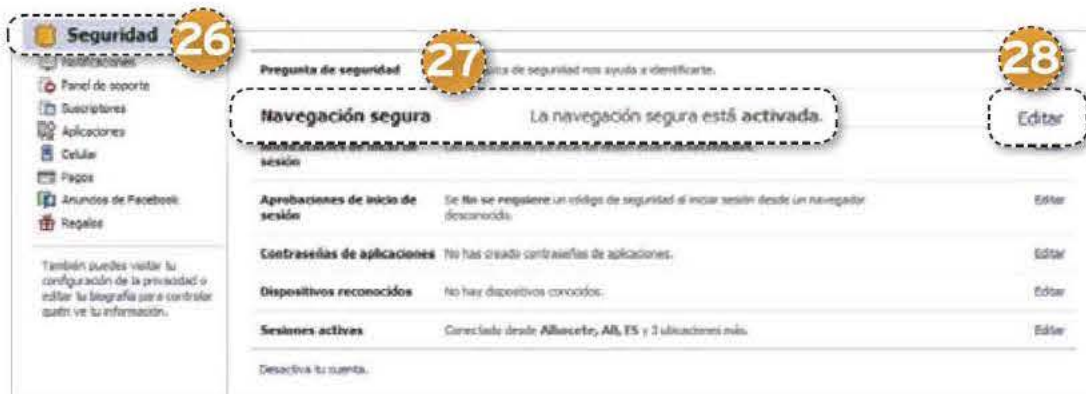 Seguridad
26
Notificaciones
Panel de soporte
Suscriptores
Aplicaciones
Celular
Pagos
Anuncios de Facebook
Regalos
También puedes visitar tu
configuración de la privacidad o
editar tu biografía para controlar
quién ve tu información.
Pregunta de seguridad
27
de seguridad nos ayuda a identificarte.
28
Navegación segura La navegación segura está activada. Editar
sesión
Aprobaciones de inicio de Se No se requiere un código de seguridad al iniciar sesión desde un navegador Editar
sesión desconocido.
Contraseñas de aplicaciones No has creado contraseñas de aplicaciones. Editar
Dispositivos reconocidos No hay dispositivos conocidos. Editar
Sesiones activas Conectado desde Albacete, AB, ES y 3 ubicaciones más. Editar
Desactiva tu cuenta.